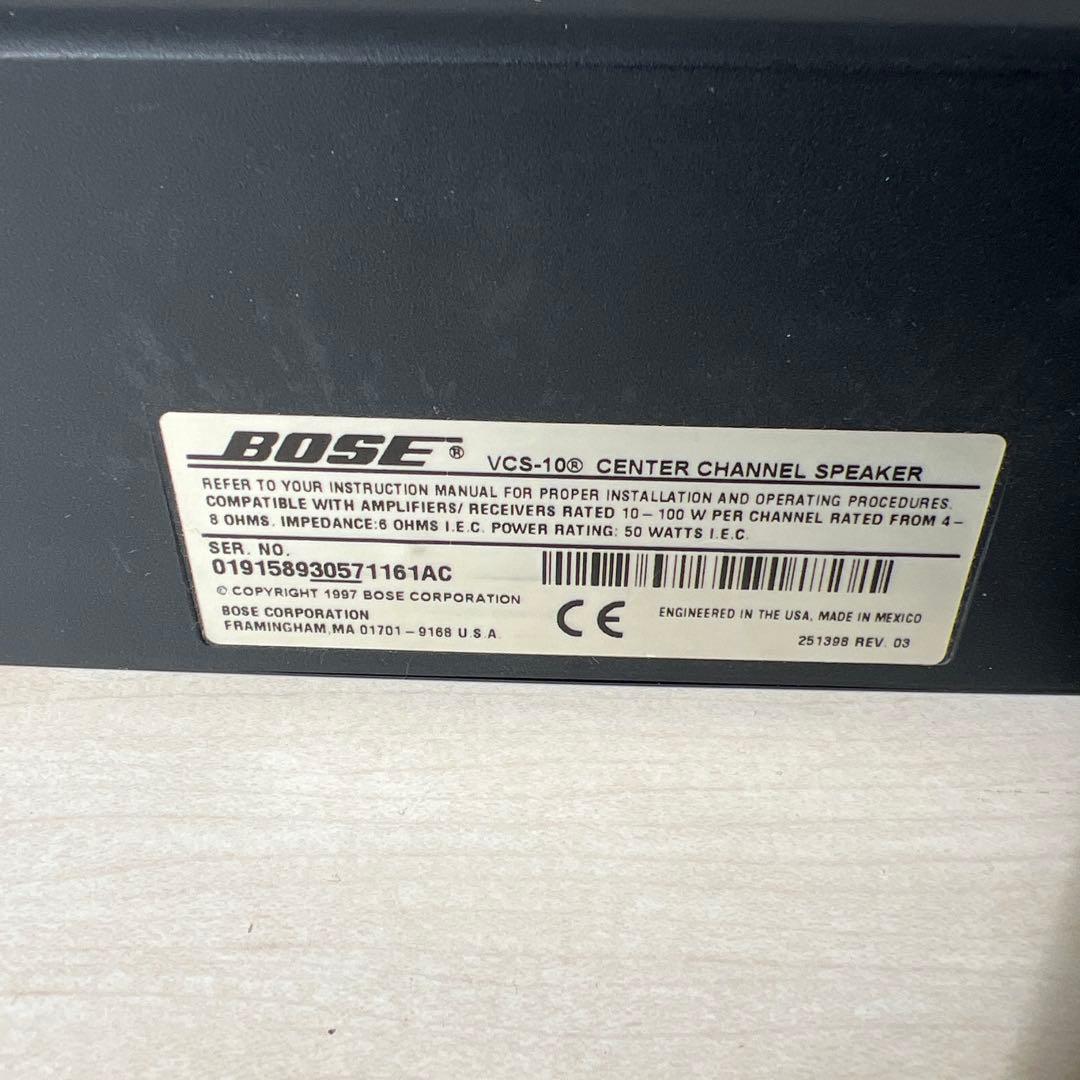 BOSE® VCS-10® CENTER CHANNEL SPEAKER
REFER TO YOUR INSTRUCTION MANUAL FOR PROPER INSTALLATION AND OPERATING PROCEDURES.
COMPATIBLE WITH AMPLIFIERS/ RECEIVERS RATED 10-100 W PER CHANNEL RATED FROM 4-
8 OHMS. IMPEDANCE:6 OHMS I.E.C. POWER RATING: 50 WATTS I.E.C.
SER. NO.
019158930571161AC
© COPYRIGHT 1997 BOSE CORPORATION
BOSE CORPORATION
FRAMINGHAM,MA 01701-9168 U.S.A.
CE
ENGINEERED IN THE USA, MADE IN MEXICO
251398 REV. 03